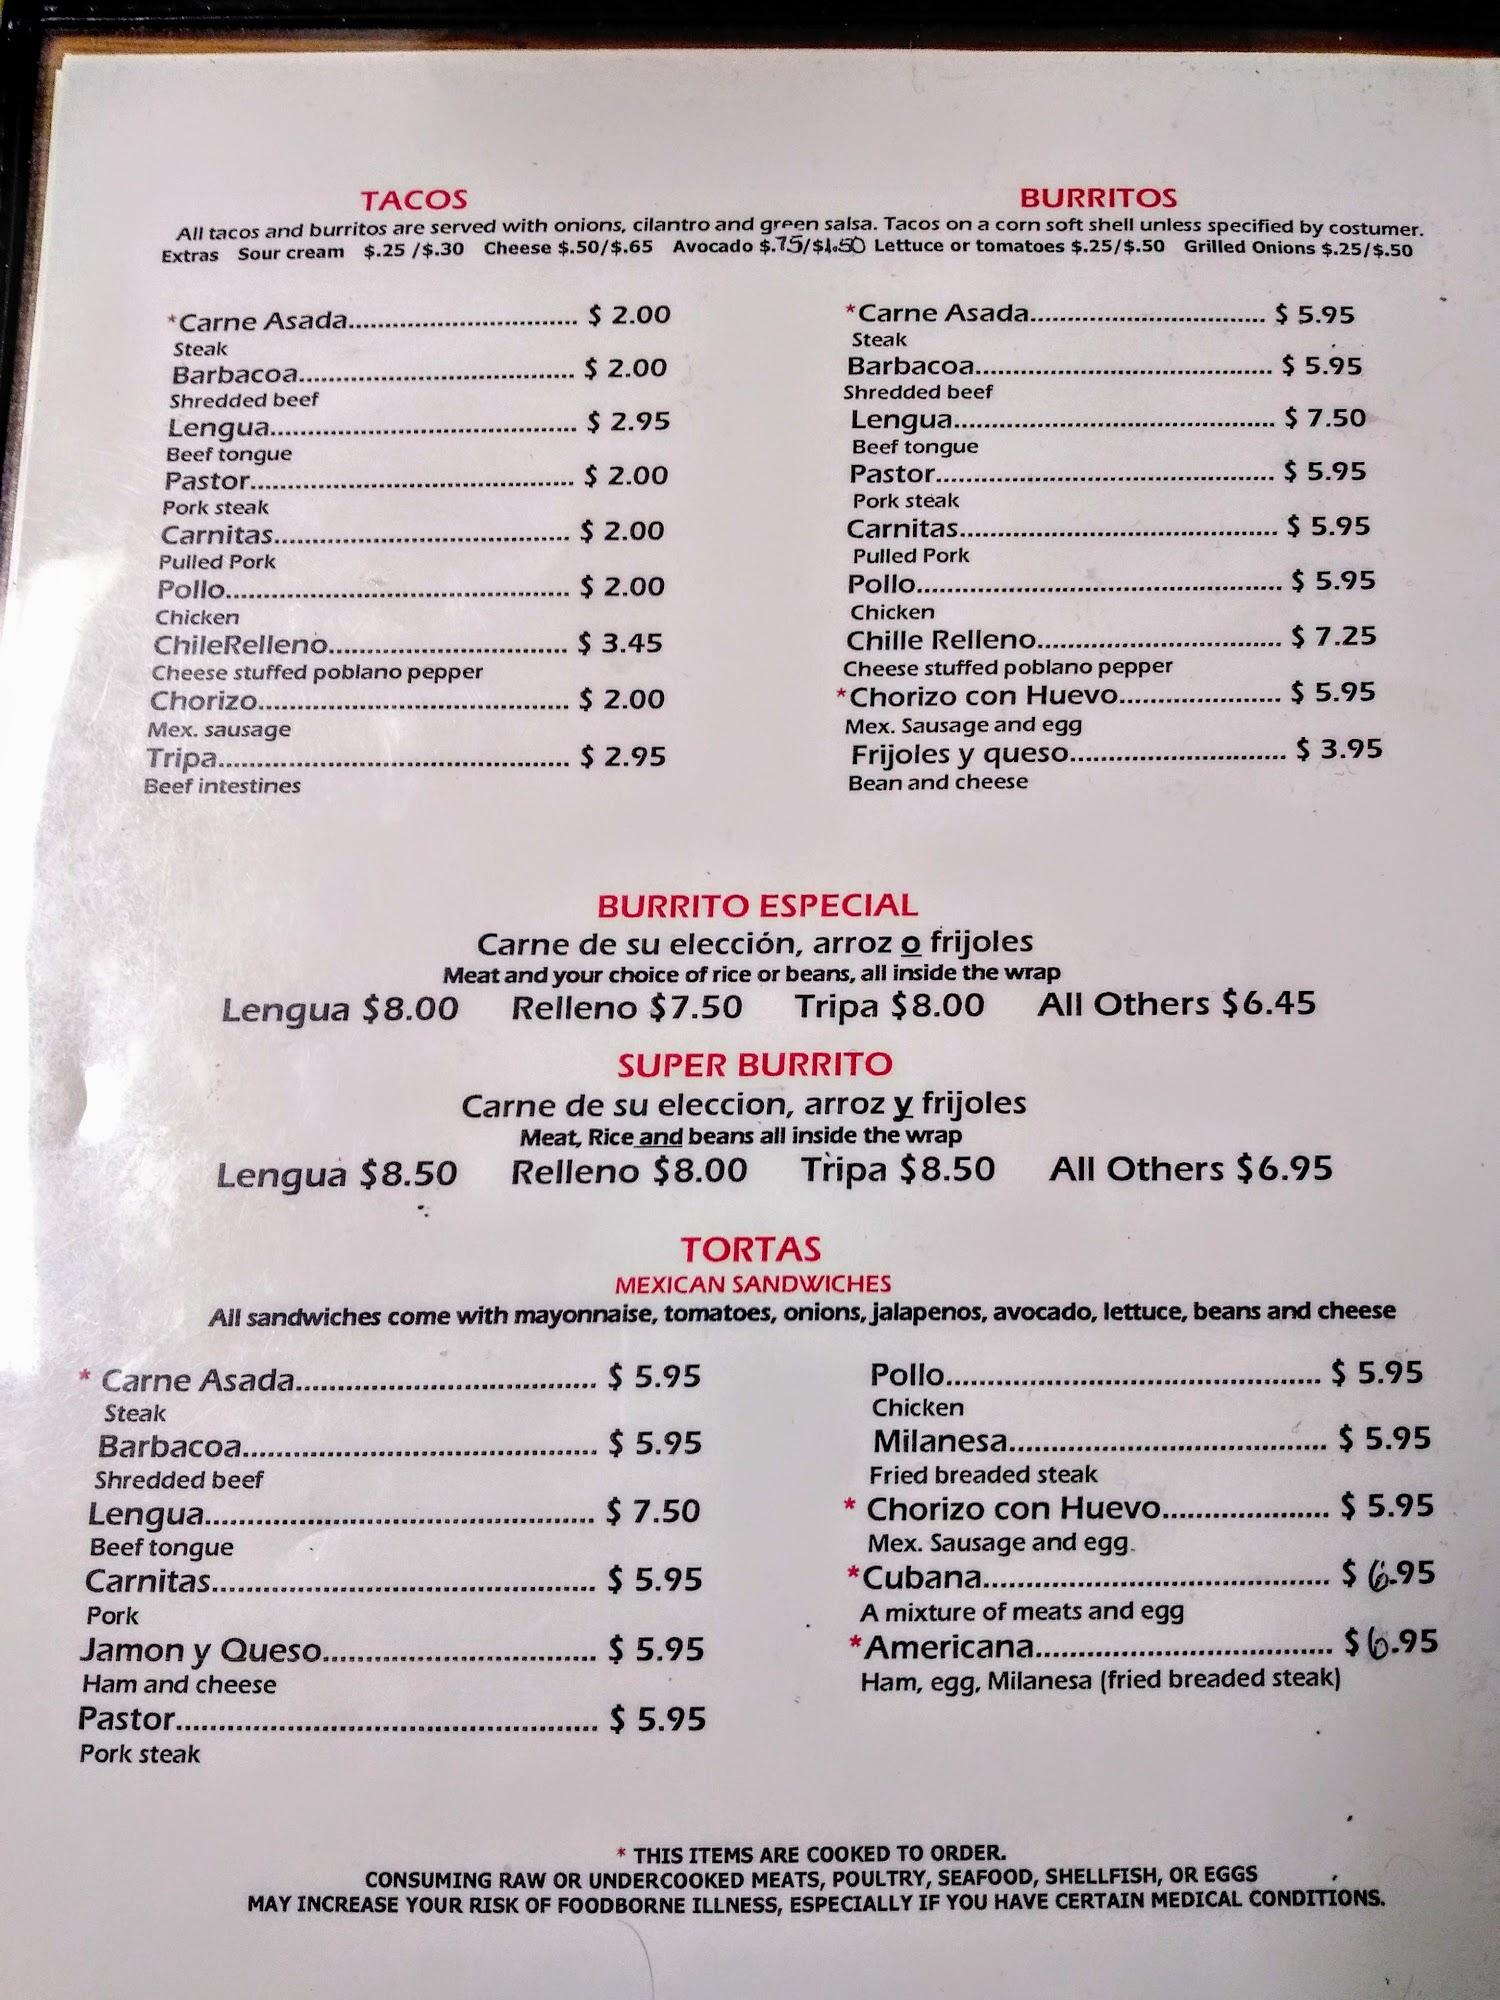 TACOS
BURRITOS
All tacos and burritos are served with onions, cilantro and green salsa. Tacos on a corn soft shell unless specified by costumer.
Extras Sour cream $.25 /$.30 Cheese $.50/$.65 Avocado $.75/$1.50 Lettuce or tomatoes $.25/$.50 Grilled Onions $.25/$.50
*Carne Asada................................ $ 2.00
Steak
Barbacoa...................................... $ 2.00
Shredded beef
Lengua.......................................... $ 2.95
Beef tongue
Pastor............................................. $ 2.00
Pork steak
Carnitas......................................... $ 2.00
Pulled Pork
Pollo................................................ $ 2.00
Chicken
ChileRelleno................................. $ 3.45
Cheese stuffed poblano pepper
Chorizo........................................... $ 2.00
Mex. sausage
Tripa................................................. $ 2.95
Beef intestines
*Carne Asada................................. $ 5.95
Steak
Barbacoa......................................... $ 5.95
Shredded beef
Lengua............................................. $ 7.50
Beef tongue
Pastor............................................... $ 5.95
Pork steak
Carnitas............................................ $ 5.95
Pulled Pork
Pollo................................................... $ 5.95
Chicken
Chille Relleno.................................. $ 7.25
Cheese stuffed poblano pepper
*Chorizo con Huevo....................... $ 5.95
Mex. Sausage and egg
Frijoles y queso.............................. $ 3.95
Bean and cheese
BURRITO ESPECIAL
Carne de su elección, arroz o frijoles
Meat and your choice of rice or beans, all inside the wrap
Lengua $8.00 Relleno $7.50 Tripa $8.00 All Others $6.45
SUPER BURRITO
Carne de su eleccion, arroz y frijoles
Meat, Rice and beans all inside the wrap
Lengua $8.50 Relleno $8.00 Tripa $8.50 All Others $6.95
TORTAS
MEXICAN SANDWICHES
All sandwiches come with mayonnaise, tomatoes, onions, jalapenos, avocado, lettuce, beans and cheese
* Carne Asada................................... $ 5.95
Steak
Barbacoa......................................... $ 5.95
Shredded beef
Lengua............................................. $ 7.50
Beef tongue
Carnitas............................................ $ 5.95
Pork
Jamon y Queso................................ $ 5.95
Ham and cheese
Pastor................................................. $ 5.95
Pork steak
Pollo............................................ $ 5.95
Chicken
Milanesa..................................... $ 5.95
Fried breaded steak
* Chorizo con Huevo.................... $ 5.95
Mex. Sausage and egg.
*Cubana........................................ $ 6.95
A mixture of meats and egg
*Americana................................... $ 6.95
Ham, egg, Milanesa (fried breaded steak)
* THIS ITEMS ARE COOKED TO ORDER.
CONSUMING RAW OR UNDERCOOKED MEATS, POULTRY, SEAFOOD, SHELLFISH, OR EGGS
MAY INCREASE YOUR RISK OF FOODBORNE ILLNESS, ESPECIALLY IF YOU HAVE CERTAIN MEDICAL CONDITIONS.